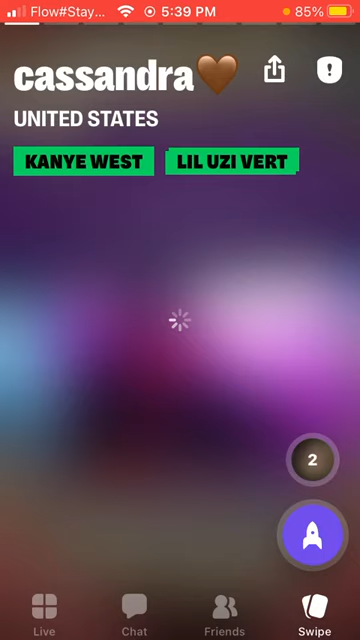 Flow#Stay... 5:39 PM 85%
cassandra🤎
UNITED STATES
KANYE WEST LIL UZI VERT
2
Live Chat Friends Swipe